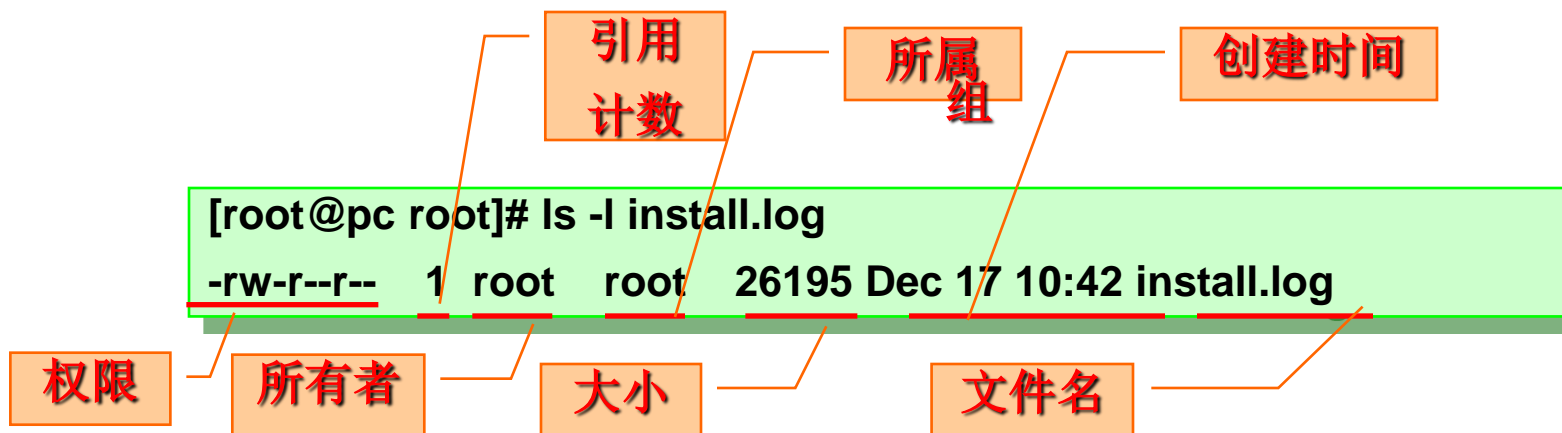 引用
计数
所属
组
创建时间
[root@pc root]# ls -l install.log
-rw-r--r-- 1 root root 26195 Dec 17 10:42 install.log
权限
所有者
大小
文件名